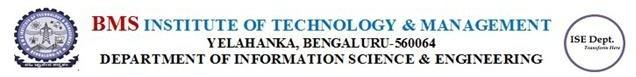 BMS INSTITUTE OF TECHNOLOGY & MANAGEMENT
YELAHANKA, BENGALURU-560064
DEPARTMENT OF INFORMATION SCIENCE & ENGINEERING
ISE Dept.
Transform Here